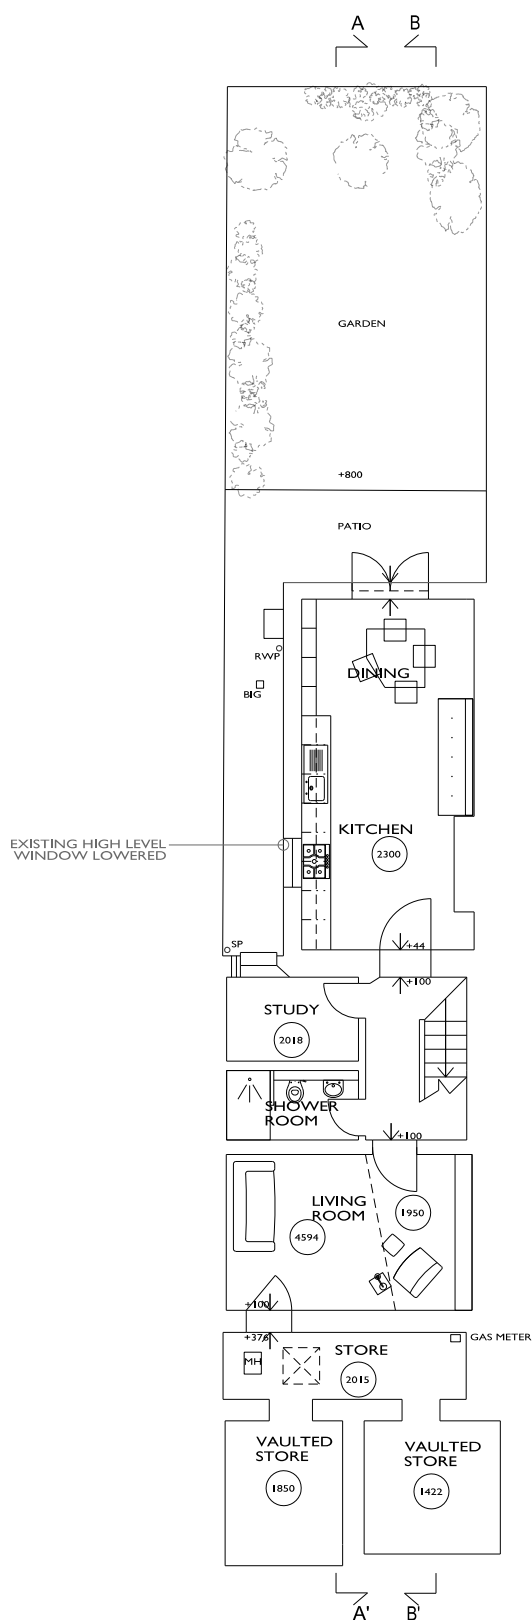 A B
GARDEN
+800
PATIO
RWP
DINING
BIG
KITCHEN
EXISTING HIGH LEVEL
WINDOW LOWERED
2300
SP
+44
+100
STUDY
2018
SHOWER
ROOM
+100
LIVING
ROOM
1950
4594
+100
+376
GAS METER
STORE
MH
2015
VAULTED
STORE
VAULTED
STORE
1850
1422
A' B'